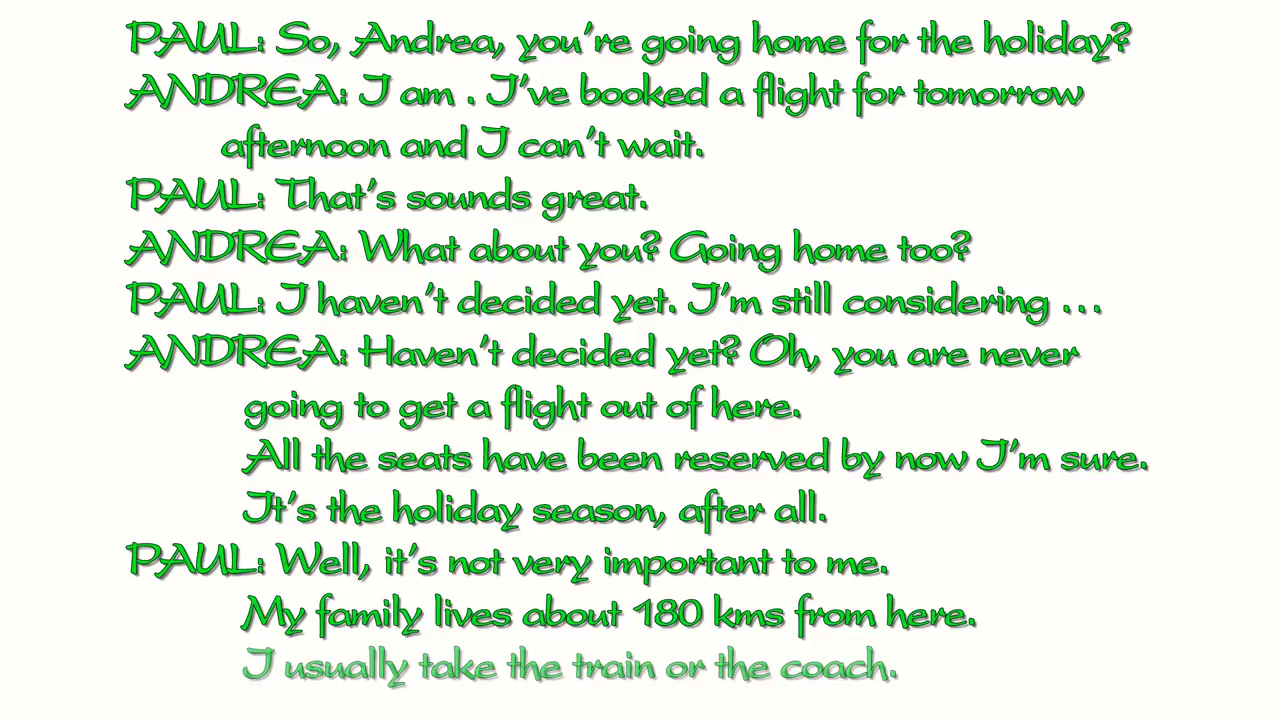 PAUL: So, Andrea, you're going home for the holiday?
ANDREA: I am . I've booked a flight for tomorrow
afternoon and I can't wait.
PAUL: That's sounds great.
ANDREA: What about you? Going home too?
PAUL: I haven't decided yet. I'm still considering ...
ANDREA: Haven't decided yet? Oh, you are never
going to get a flight out of here.
All the seats have been reserved by now I'm sure.
It's the holiday season, after all.
PAUL: Well, it's not very important to me.
My family lives about 180 kms from here.
I usually take the train or the coach.